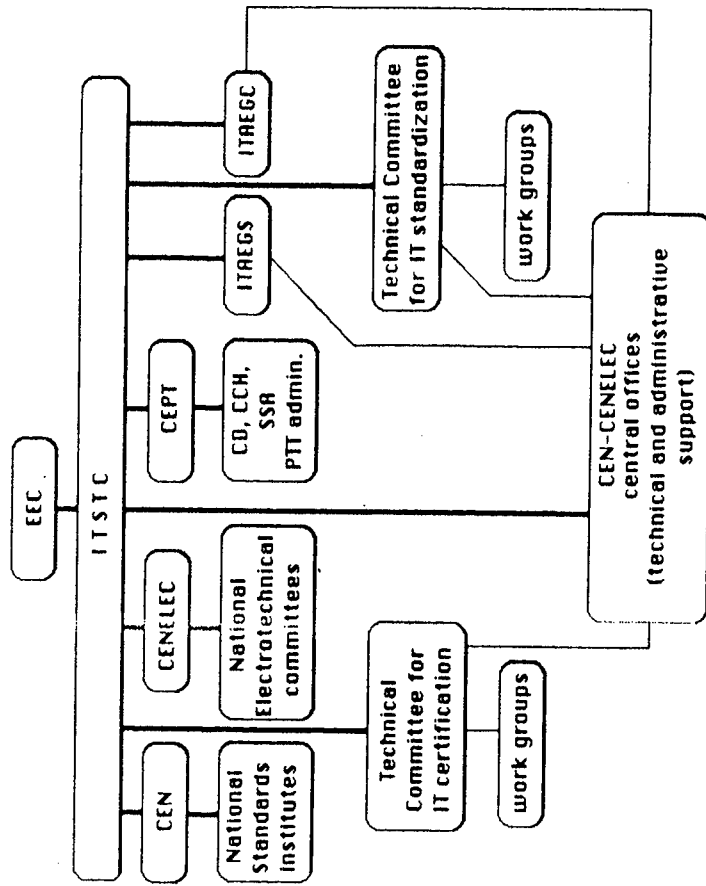 EEC
ITSTC
CEN
CENELEC
CEPT
ITAEGS
ITAEGC
National
Standards
Institutes
National
Electrotechnical
committees
CD, CCH,
SSR
PTT admin.
Technical
Committee for
IT certification
Technical Committee
for IT standardization
work groups
work groups
CEN-CENELEC
central offices
(technical and administrative
support)